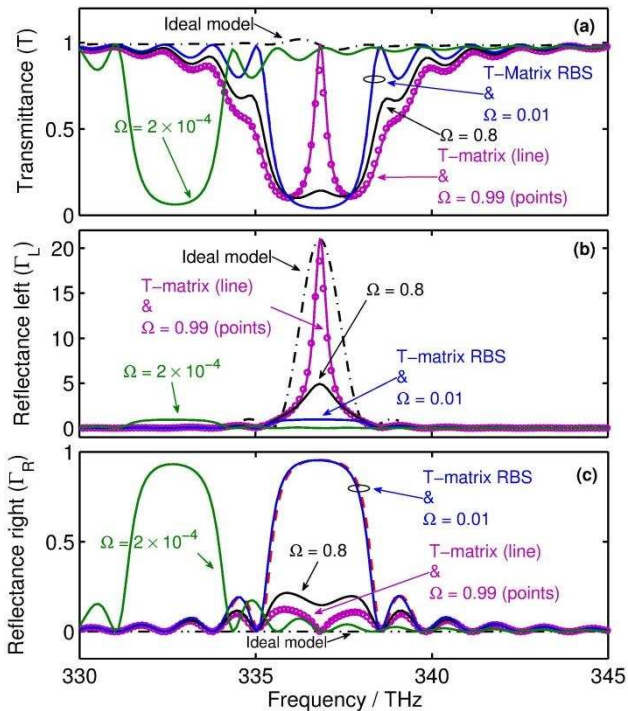 Ideal model
(a)
1
0.5
0
Transmittance (T)
Ω = 2 × 10⁻⁴
T−Matrix RBS
&
Ω = 0.01
Ω = 0.8
T−matrix (line)
&
Ω = 0.99 (points)
Ideal model
(b)
20
15
10
5
0
Reflectance left (Γ_L)
T−matrix (line)
&
Ω = 0.99 (points)
Ω = 0.8
Ω = 2 × 10⁻⁴
T−matrix RBS
&
Ω = 0.01
(c)
1
0.5
0
Reflectance right (Γ_R)
T−matrix RBS
&
Ω = 0.01
Ω = 2 × 10⁻⁴
Ω = 0.8
T−matrix (line)
&
Ω = 0.99 (points)
Ideal model
330 335 340 345
Frequency / THz